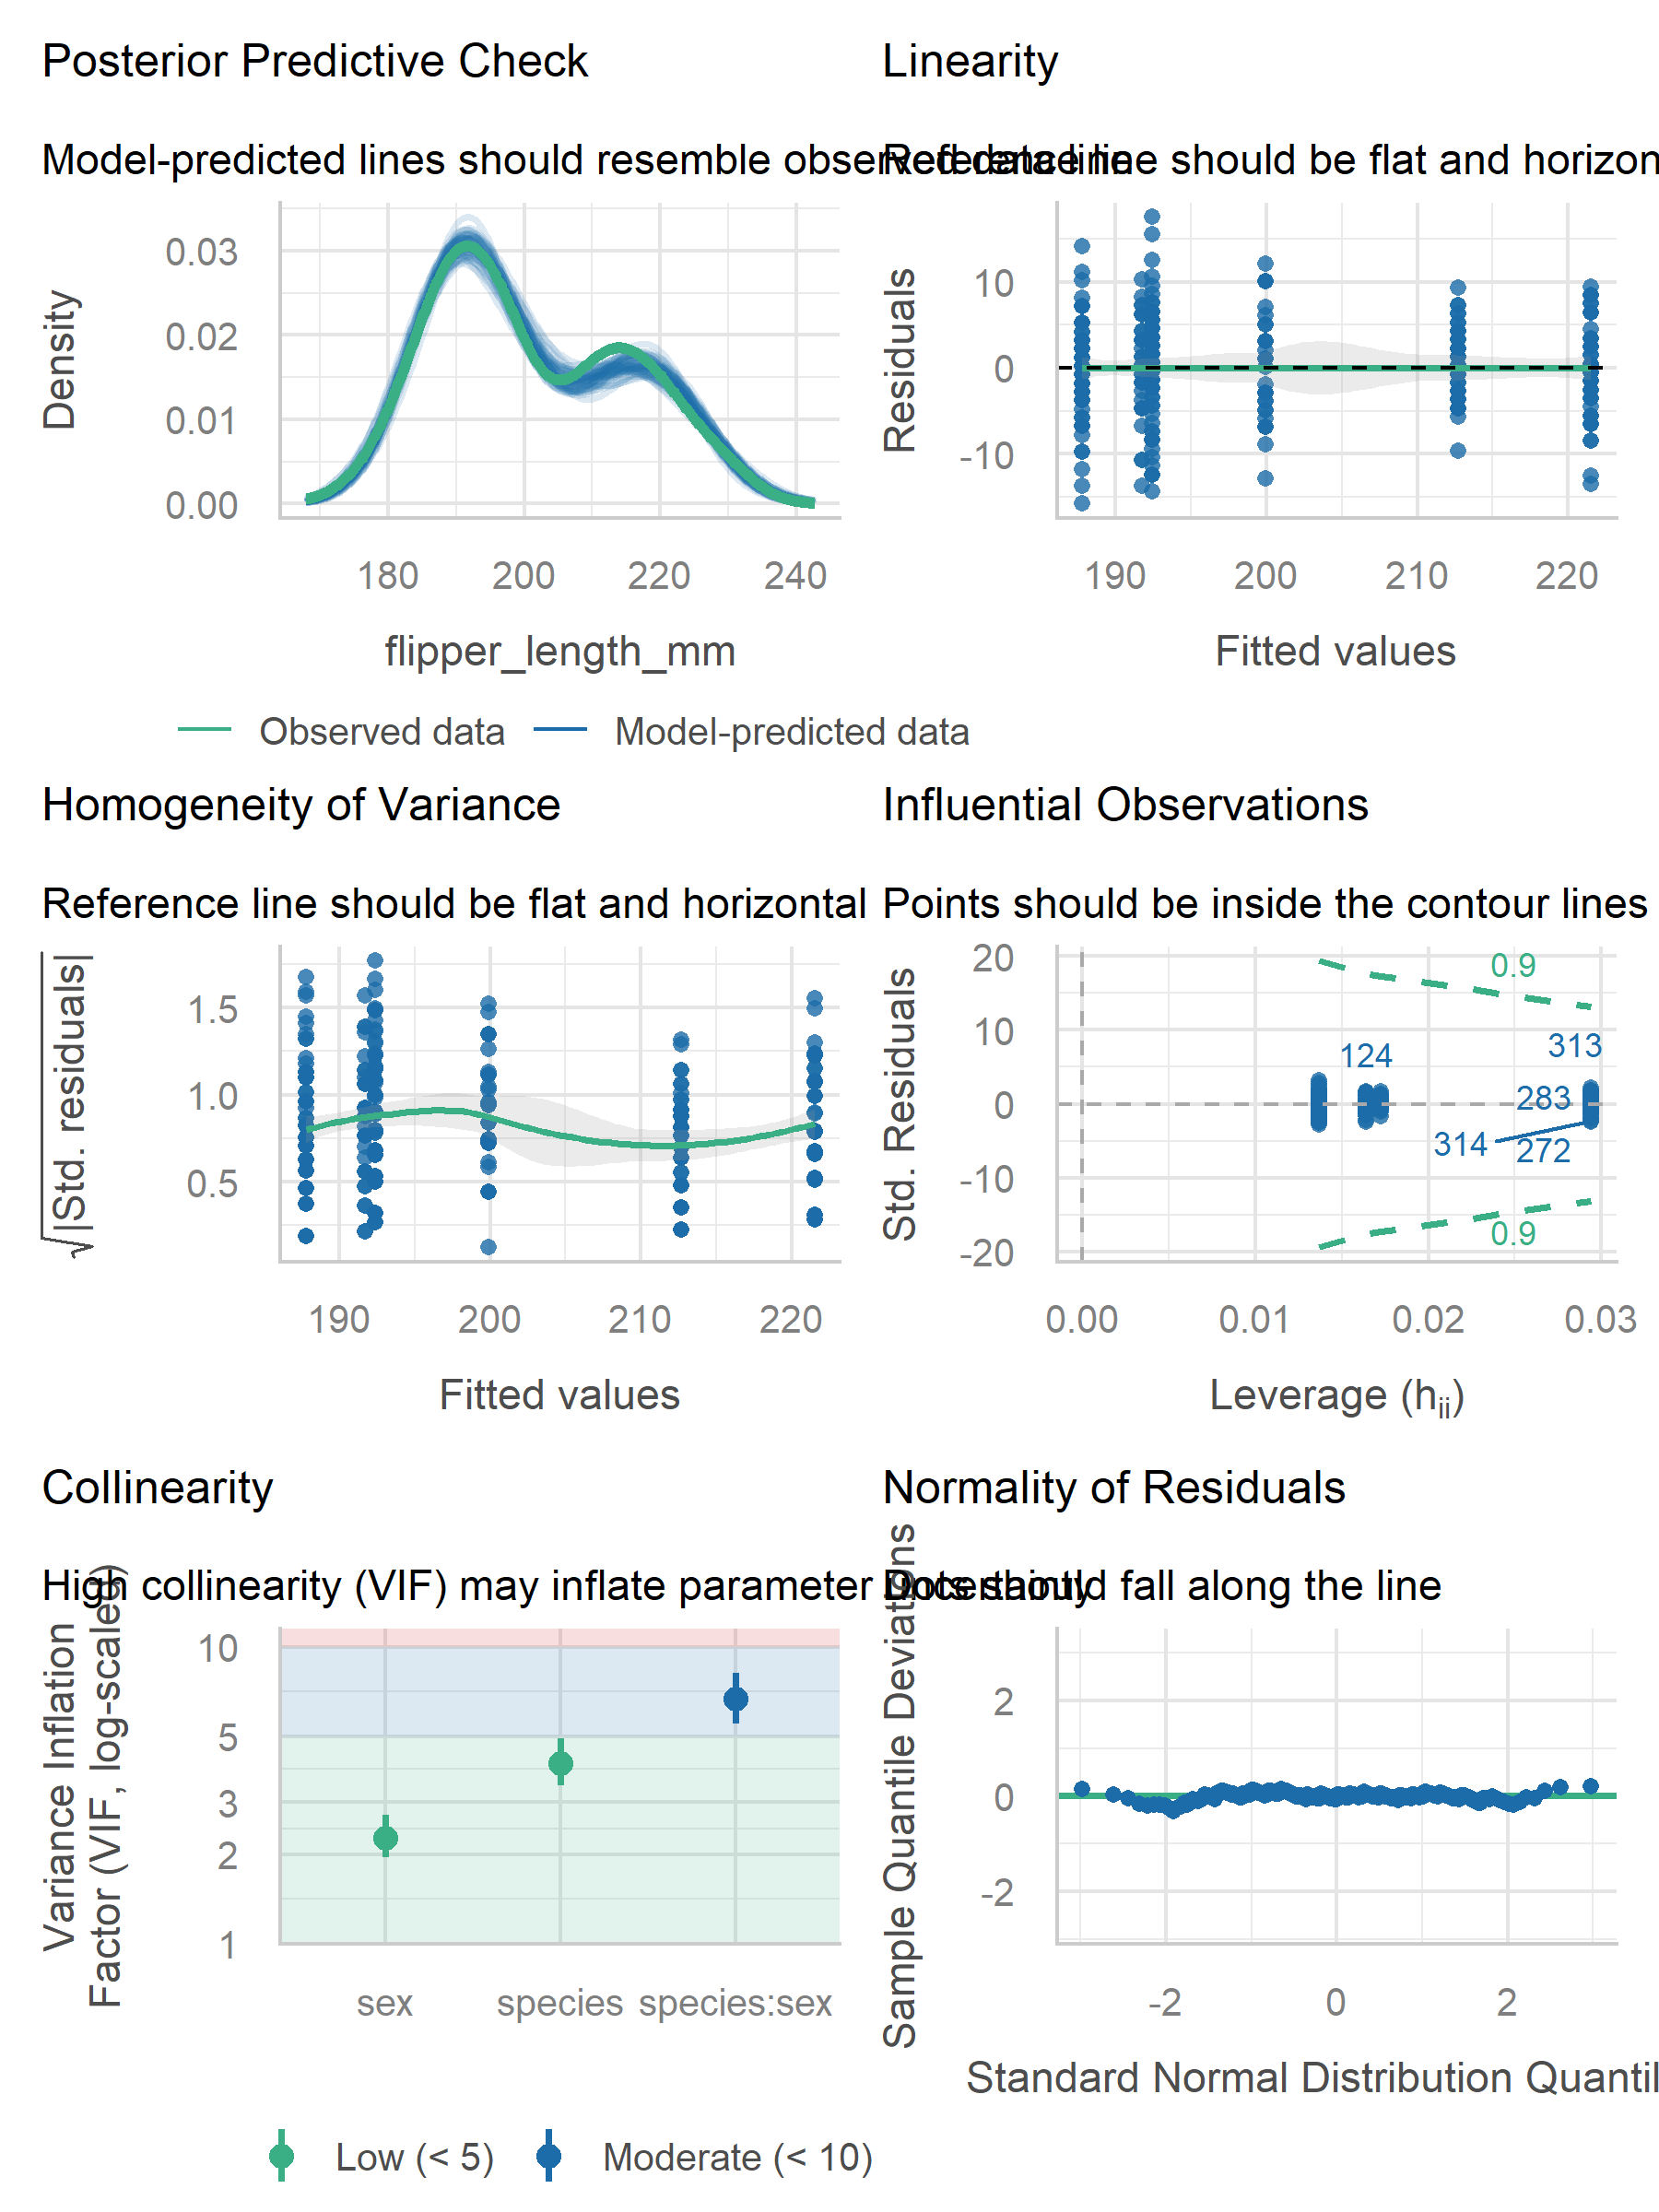 Posterior Predictive Check
Model-predicted lines should resemble observed data line
Density
0.03
0.02
0.01
0.00
180 200 220 240
flipper_length_mm
Observed data Model-predicted data
Linearity
Reference line should be flat and horizon
Residuals
10
0
-10
190 200 210 220
Fitted values
Homogeneity of Variance
Reference line should be flat and horizontal
√|Std. residuals|
1.5
1.0
0.5
190 200 210 220
Fitted values
Influential Observations
Points should be inside the contour lines
Std. Residuals
20
10
0
-10
-20
0.9
124
313
283
314
272
0.9
0.00 0.01 0.02 0.03
Leverage (hii)
Collinearity
High collinearity (VIF) may inflate parameter uncertainty
Variance Inflation
Factor (VIF, log-scaled)
10
5
3
2
1
sex species species:sex
Low (< 5) Moderate (< 10)
Normality of Residuals
Dots should fall along the line
Sample Quantile Deviations
2
0
-2
-2 0 2
Standard Normal Distribution Quantil